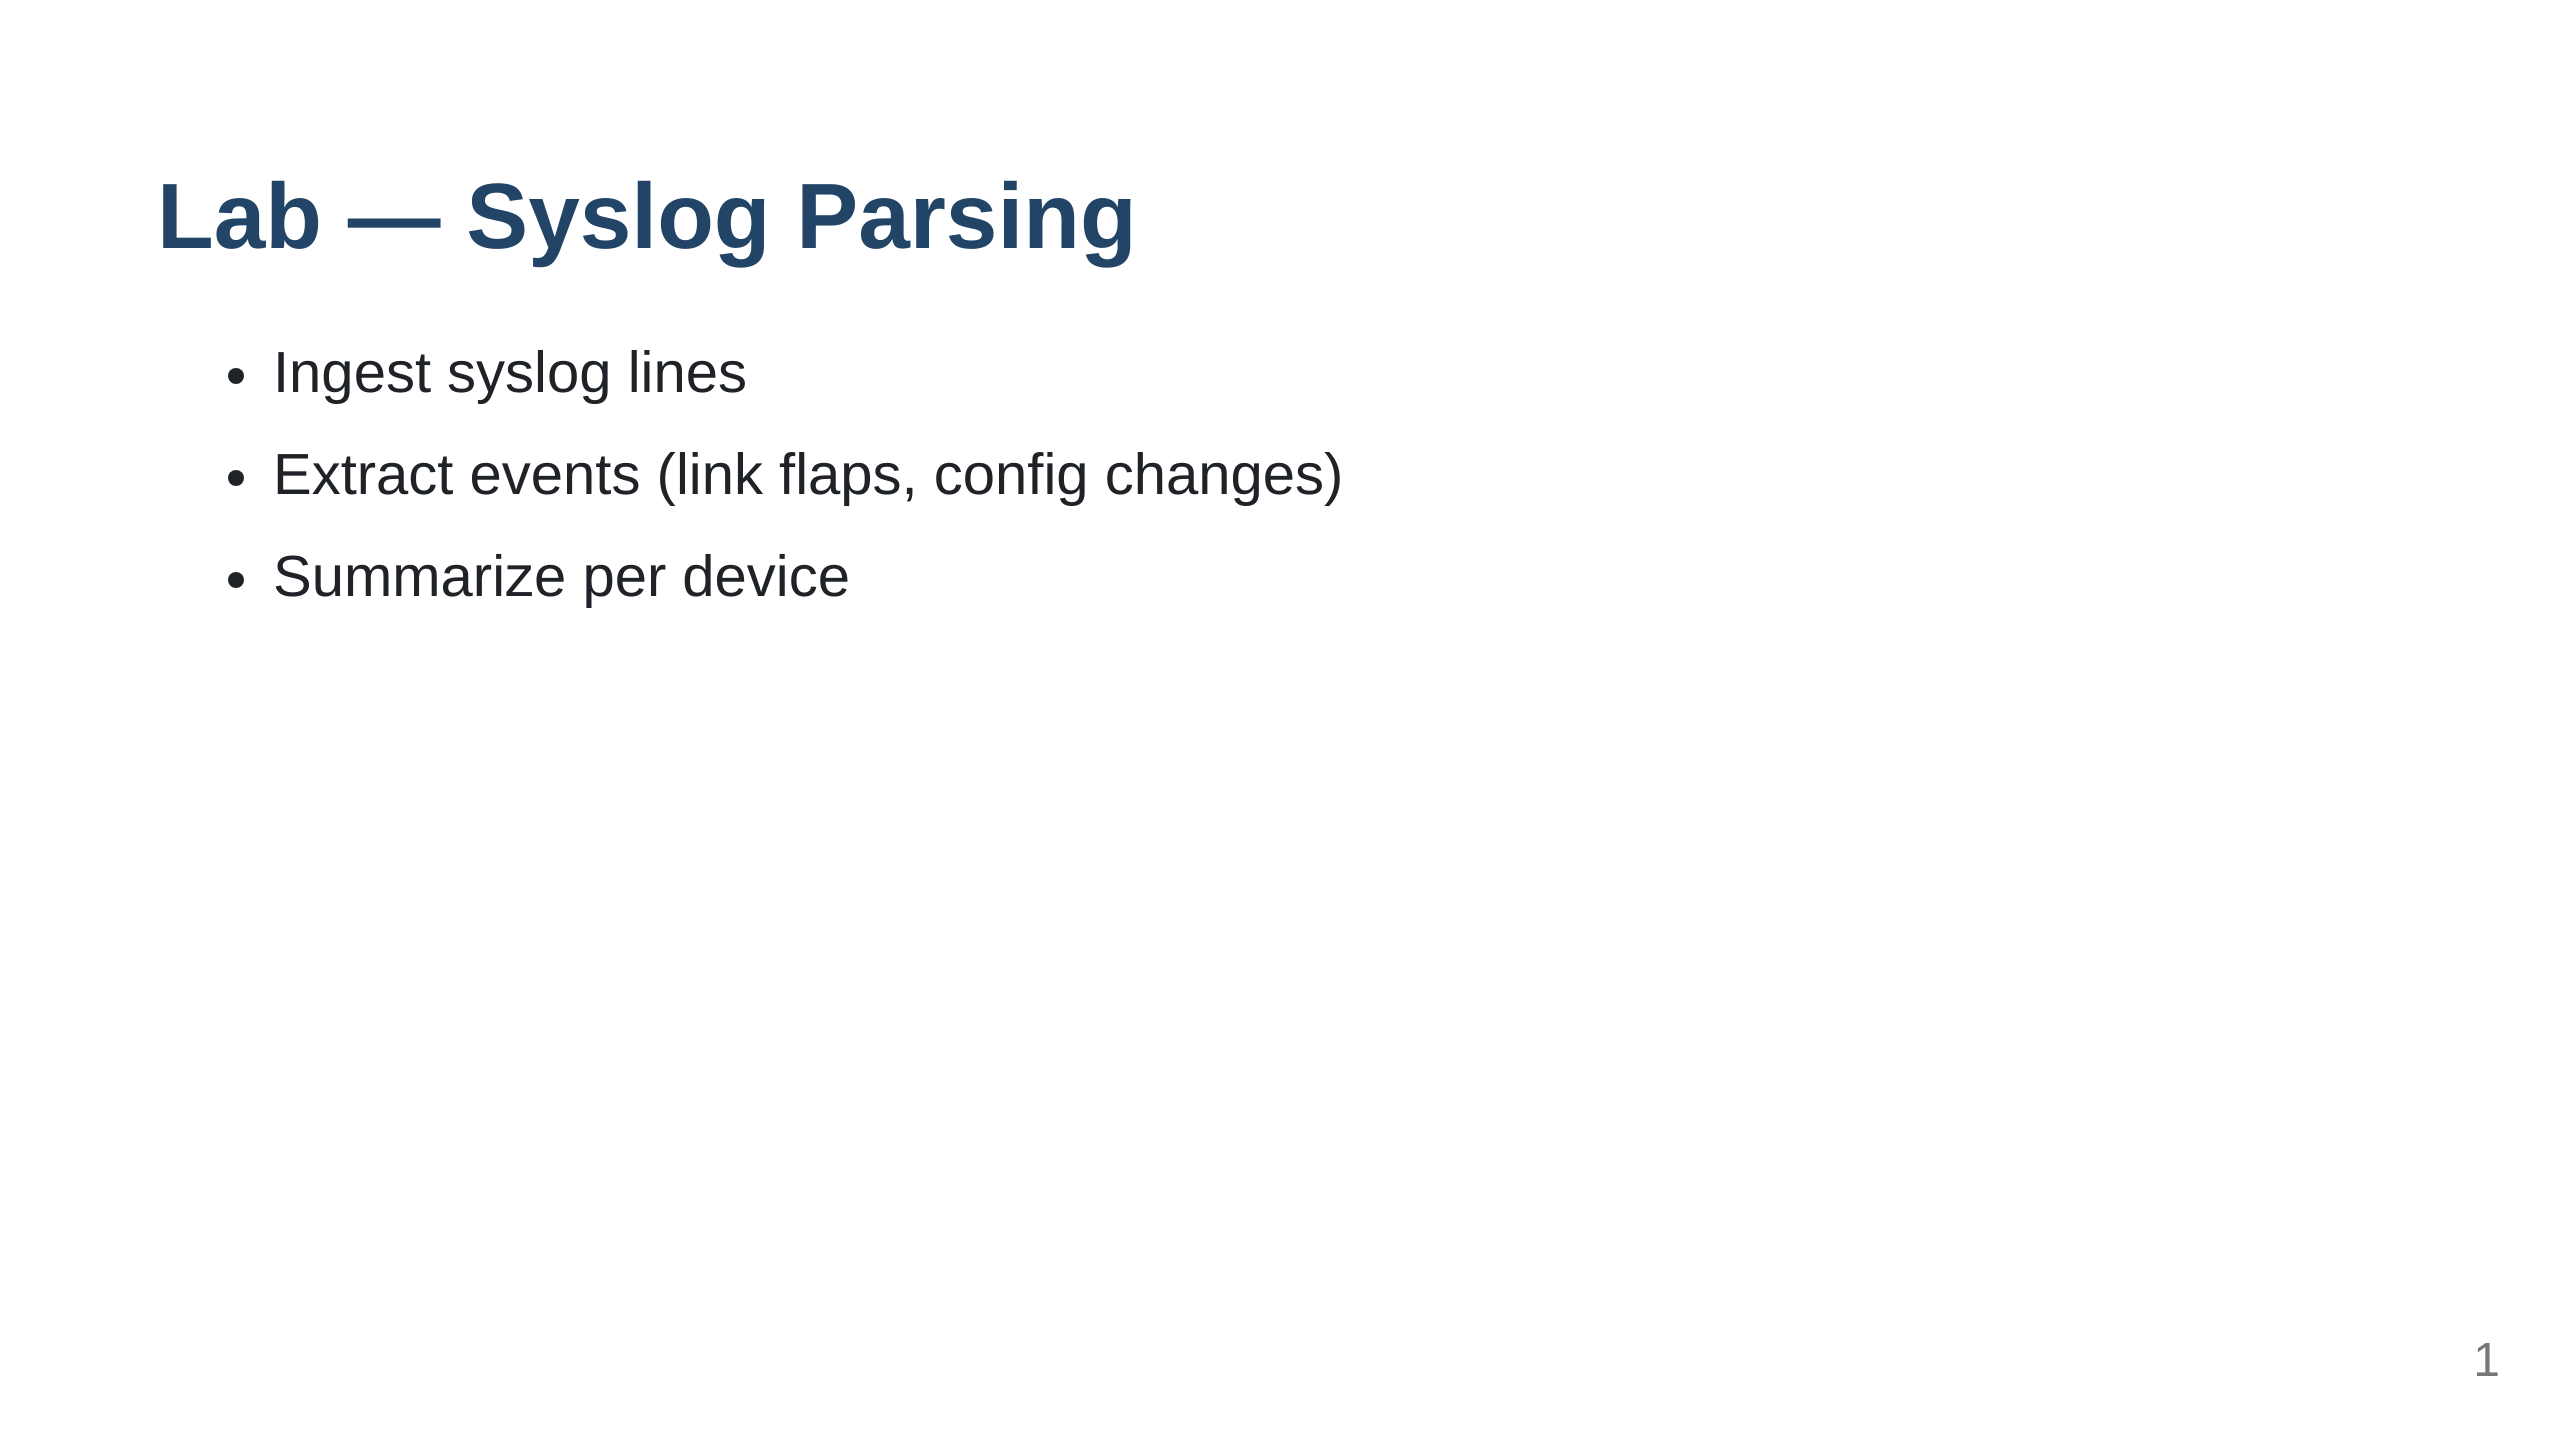 Lab — Syslog Parsing
• Ingest syslog lines
• Extract events (link flaps, config changes)
• Summarize per device
1